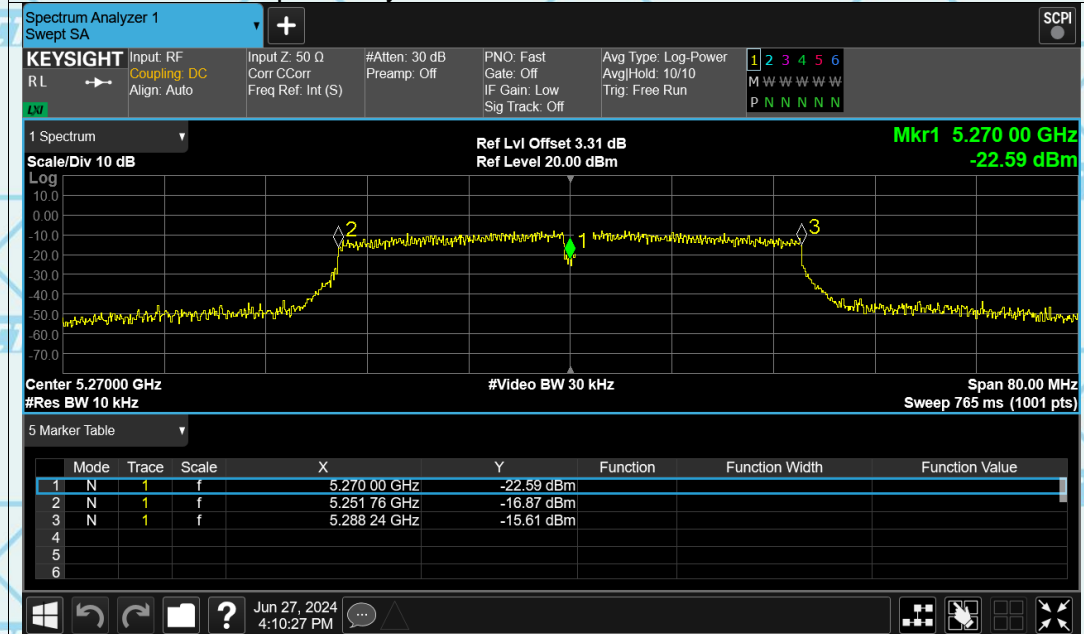 Spectrum Analyzer 1
Swept SA
+
SCPI
KEYSIGHT Input: RF Input Z: 50 Ω #Atten: 30 dB PNO: Fast Avg Type: Log-Power 1 2 3 4 5 6
RL Coupling: DC Corr CCorr Preamp: Off Gate: Off Avg|Hold: 10/10 M W W W W W
Align: Auto Freq Ref: Int (S) IF Gain: Low Trig: Free Run
LXI Sig Track: Off P N N N N N
1 Spectrum Ref Lvl Offset 3.31 dB Mkr1 5.270 00 GHz
Scale/Div 10 dB Ref Level 20.00 dBm -22.59 dBm
Log
10.0
0.00
-10.0
-20.0
-30.0
-40.0
-50.0
-60.0
-70.0
2
1
3
Center 5.27000 GHz #Video BW 30 kHz Span 80.00 MHz
#Res BW 10 kHz Sweep 765 ms (1001 pts)
5 Marker Table
Mode Trace Scale X Y Function Function Width Function Value
1 N 1 f 5.270 00 GHz -22.59 dBm
2 N 1 f 5.251 76 GHz -16.87 dBm
3 N 1 f 5.288 24 GHz -15.61 dBm
4
5
6
? Jun 27, 2024
4:10:27 PM